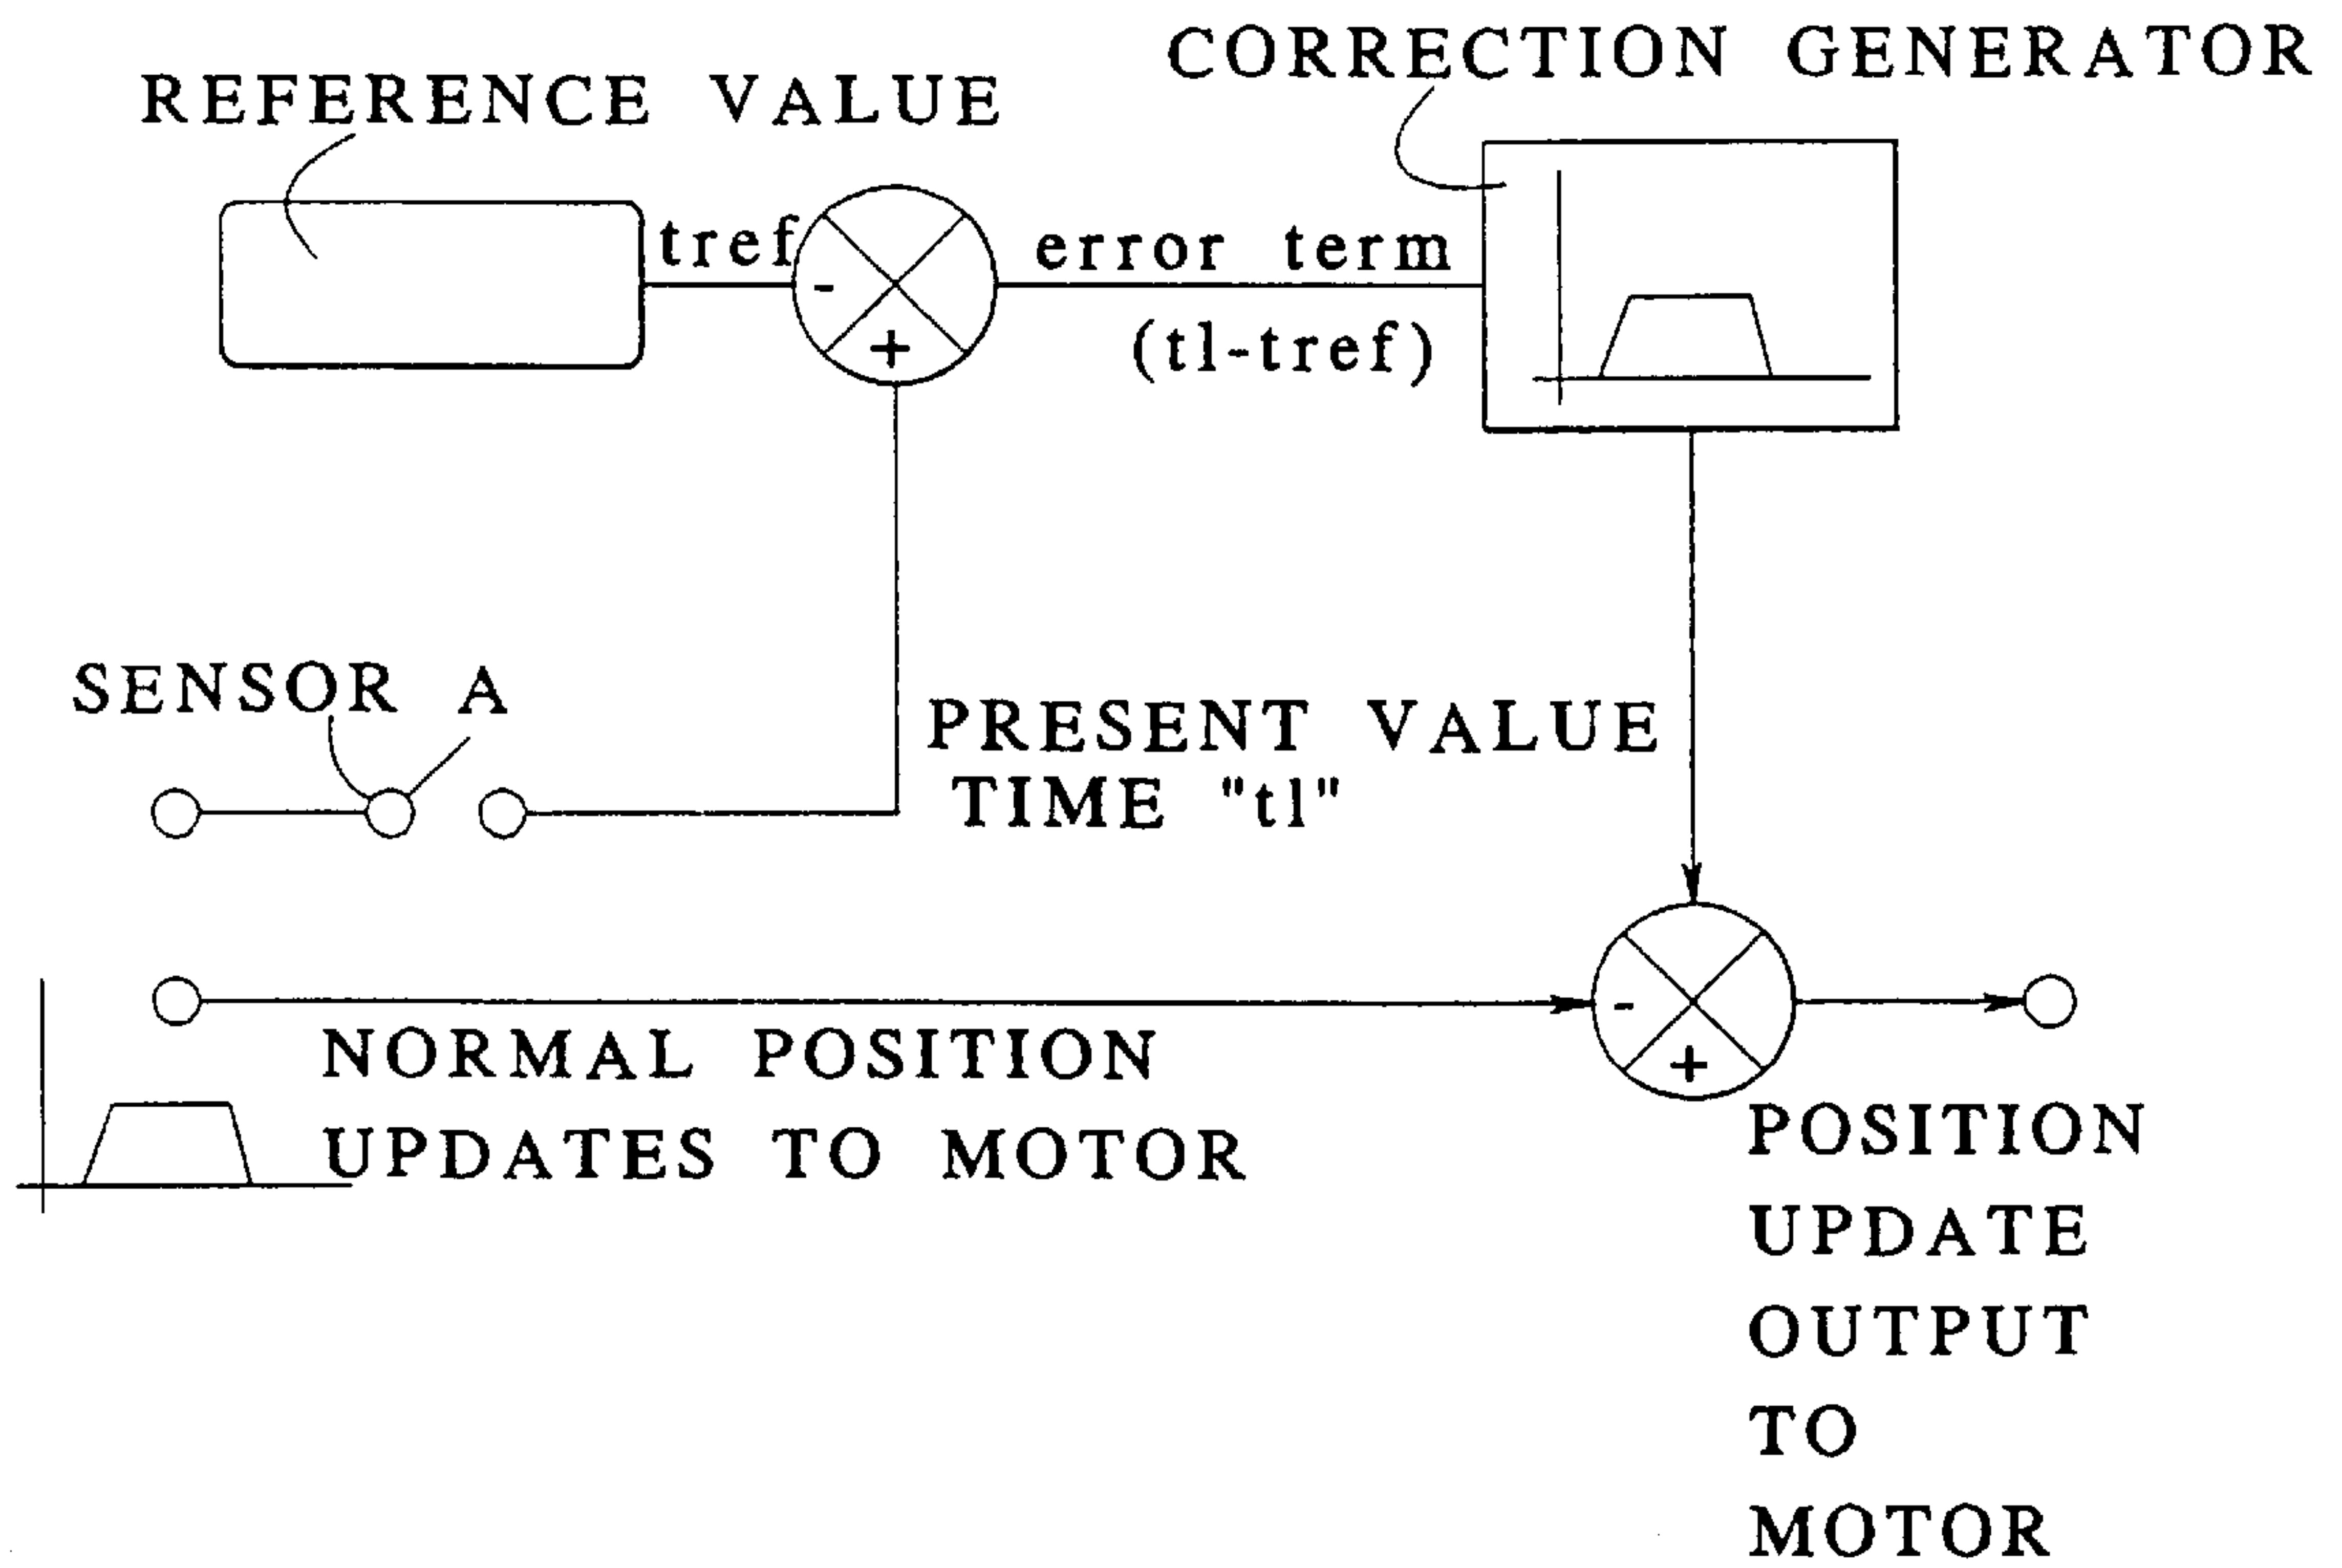 CORRECTION GENERATOR
REFERENCE VALUE
tref
-
+
error term
(tl-tref)
SENSOR A
PRESENT VALUE
TIME "tl"
-
+
NORMAL POSITION
UPDATES TO MOTOR
POSITION
UPDATE
OUTPUT
TO
MOTOR